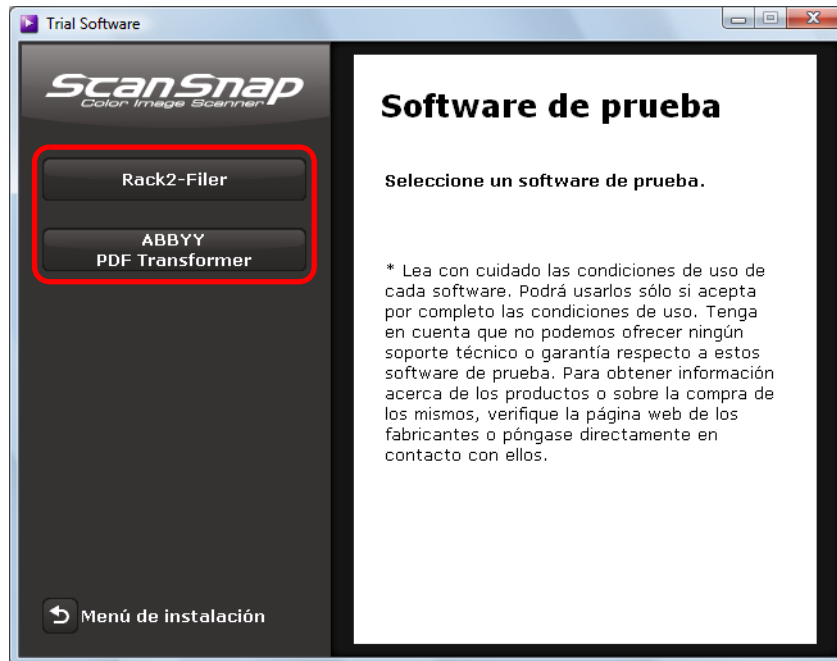 Trial Software
ScanSnap
Color Image Scanner
Rack2-Filer
ABBYY
PDF Transformer
Menú de instalación
Software de prueba
Seleccione un software de prueba.
* Lea con cuidado las condiciones de uso de
cada software. Podrá usarlos sólo si acepta
por completo las condiciones de uso. Tenga
en cuenta que no podemos ofrecer ningún
soporte técnico o garantía respecto a estos
software de prueba. Para obtener información
acerca de los productos o sobre la compra de
los mismos, verifique la página web de los
fabricantes o póngase directamente en
contacto con ellos.